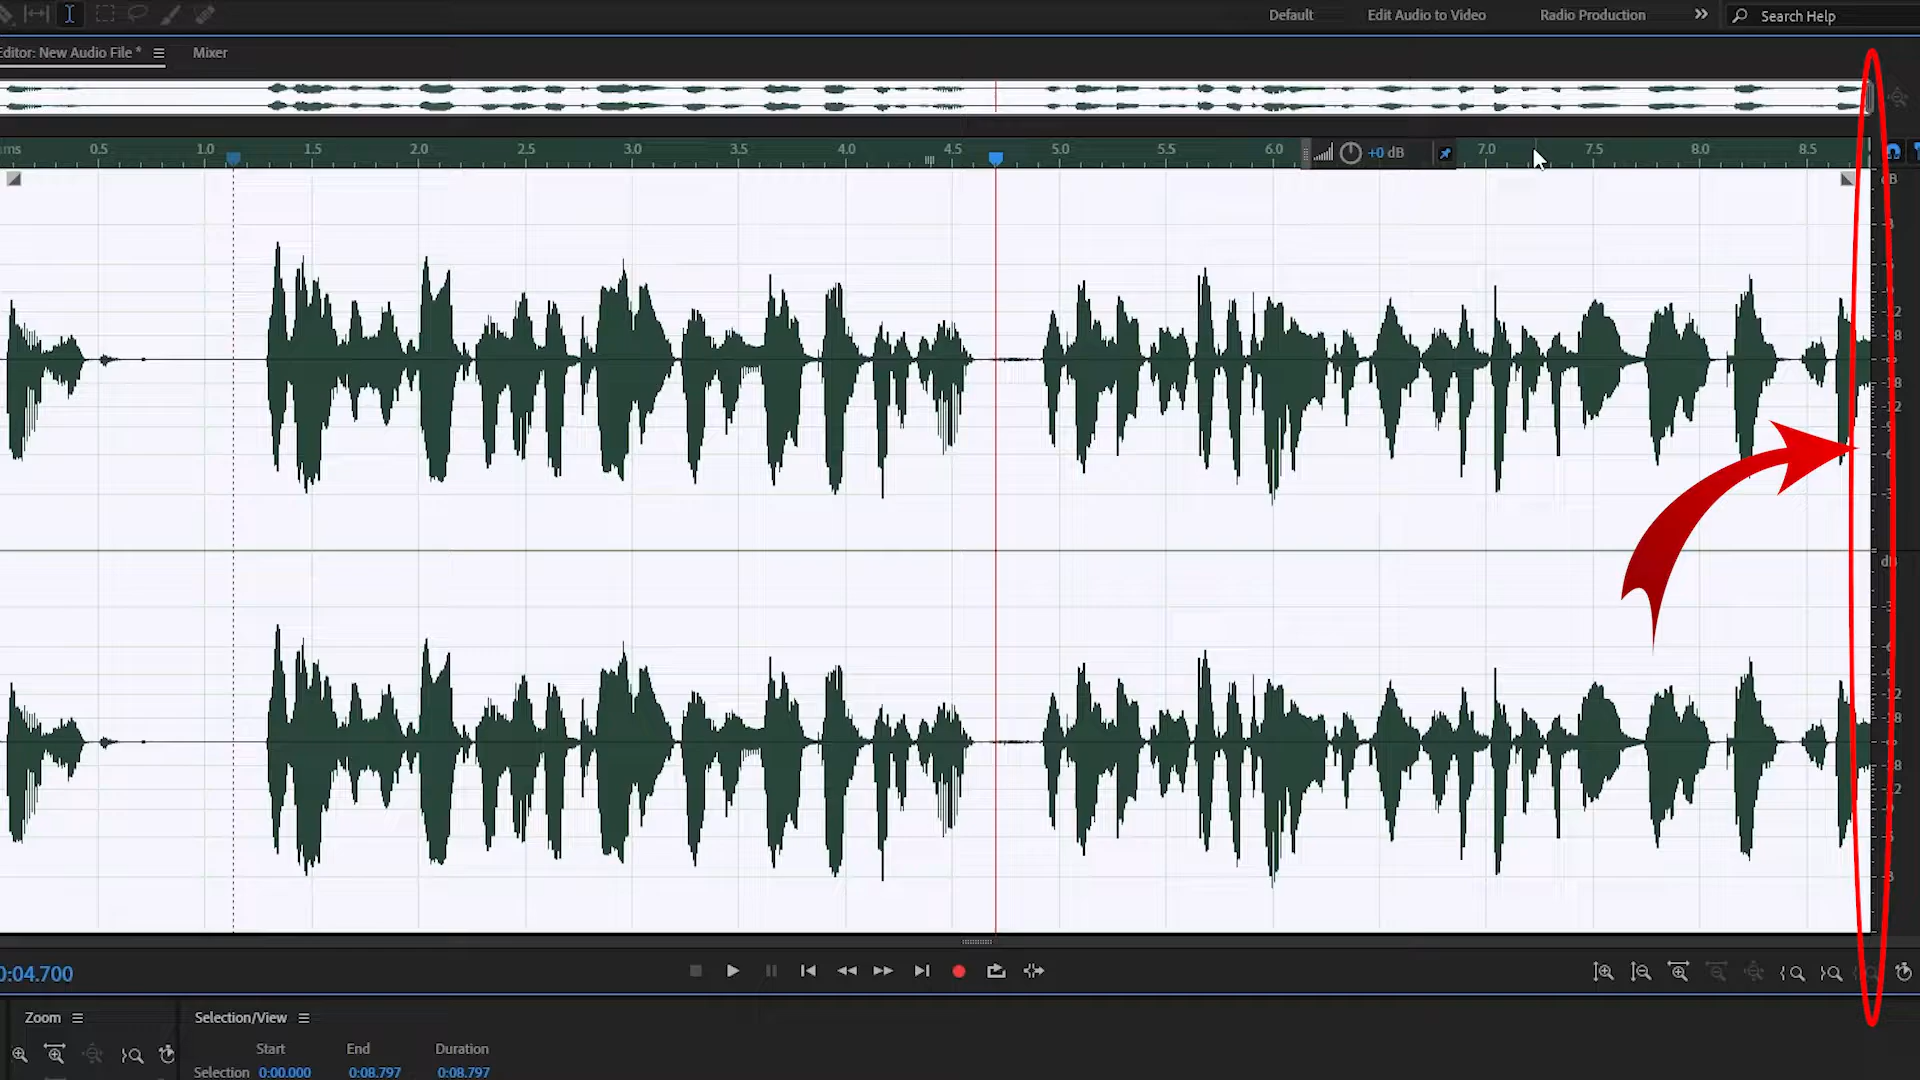 Default Edit Audio to Video Radio Production Search Help
ditor: New Audio File * Mixer
ms 0.5 1.0 1.5 2.0 2.5 3.0 3.5 4.0 4.5 5.0 5.5 6.0 +0 dB 7.0 7.5 8.0 8.5
dB
dB
0:04.700
Zoom Selection/View
Start End Duration
Selection 0:00.000 0:08.797 0:08.797